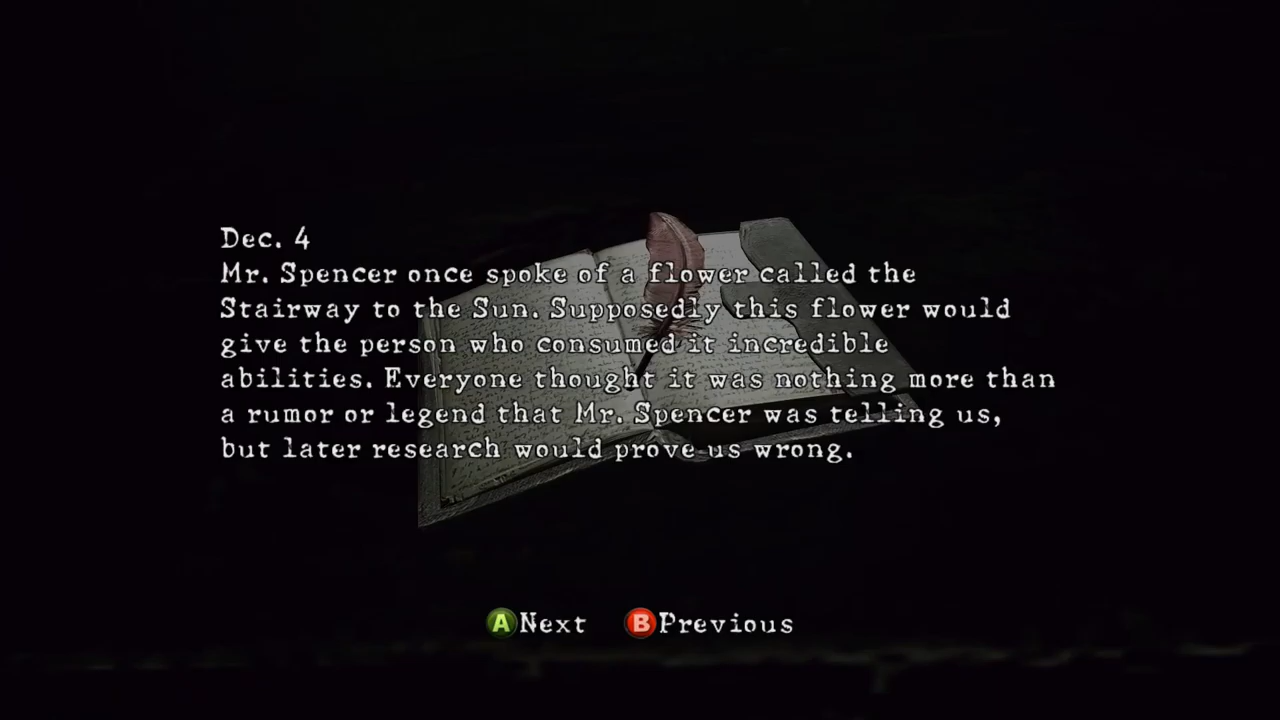 Dec. 4
Mr. Spencer once spoke of a flower called the
Stairway to the Sun. Supposedly this flower would
give the person who consumed it incredible
abilities. Everyone thought it was nothing more than
a rumor or legend that Mr. Spencer was telling us,
but later research would prove us wrong.
A Next B Previous